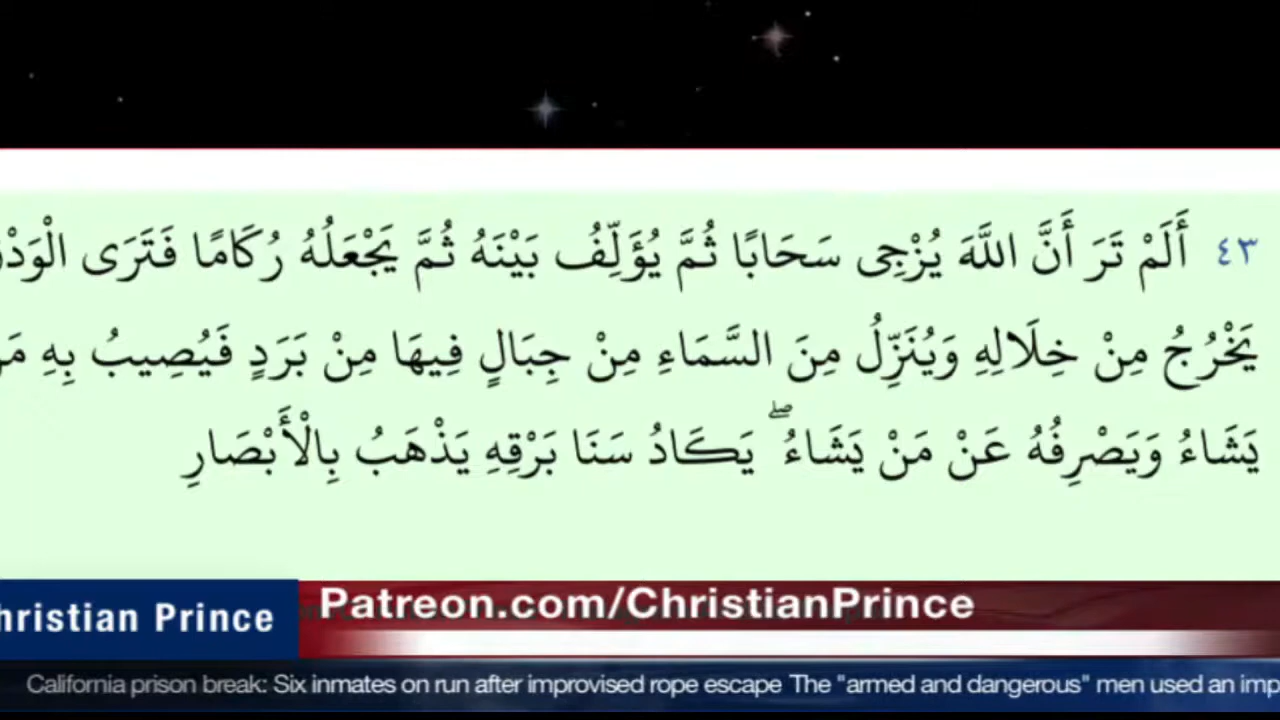 ٤٣ أَلَمْ تَرَ أَنَّ اللَّهَ يُزْجِى سَحَابًا ثُمَّ يُؤَلِّفُ بَيْنَهُ ثُمَّ يَجْعَلُهُ رُكَامًا فَتَرَى الْوَدْ
يَخْرُجُ مِنْ خِلَالِهِ وَيُنَزِّلُ مِنَ السَّمَاءِ مِنْ جِبَالٍ فِيهَا مِنْ بَرَدٍ فَيُصِيبُ بِهِ مَ
يَشَاءُ وَيَصْرِفُهُ عَنْ مَنْ يَشَاءُ ۖ يَكَادُ سَنَا بَرْقِهِ يَذْهَبُ بِالْأَبْصَارِ
Patreon.com/ChristianPrince
hristian Prince
California prison break: Six inmates on run after improvised rope escape The "armed and dangerous" men used an imp